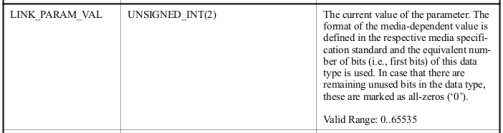 LINK_PARAM_VAL UNSIGNED_INT(2) The current value of the parameter. The
format of the media-dependent value is
defined in the respective media specifi-
cation standard and the equivalent num-
ber of bits (i.e., first bits) of this data
type is used. In case that there are
remaining unused bits in the data type,
these are marked as all-zeros (‘0’).
Valid Range: 0..65535